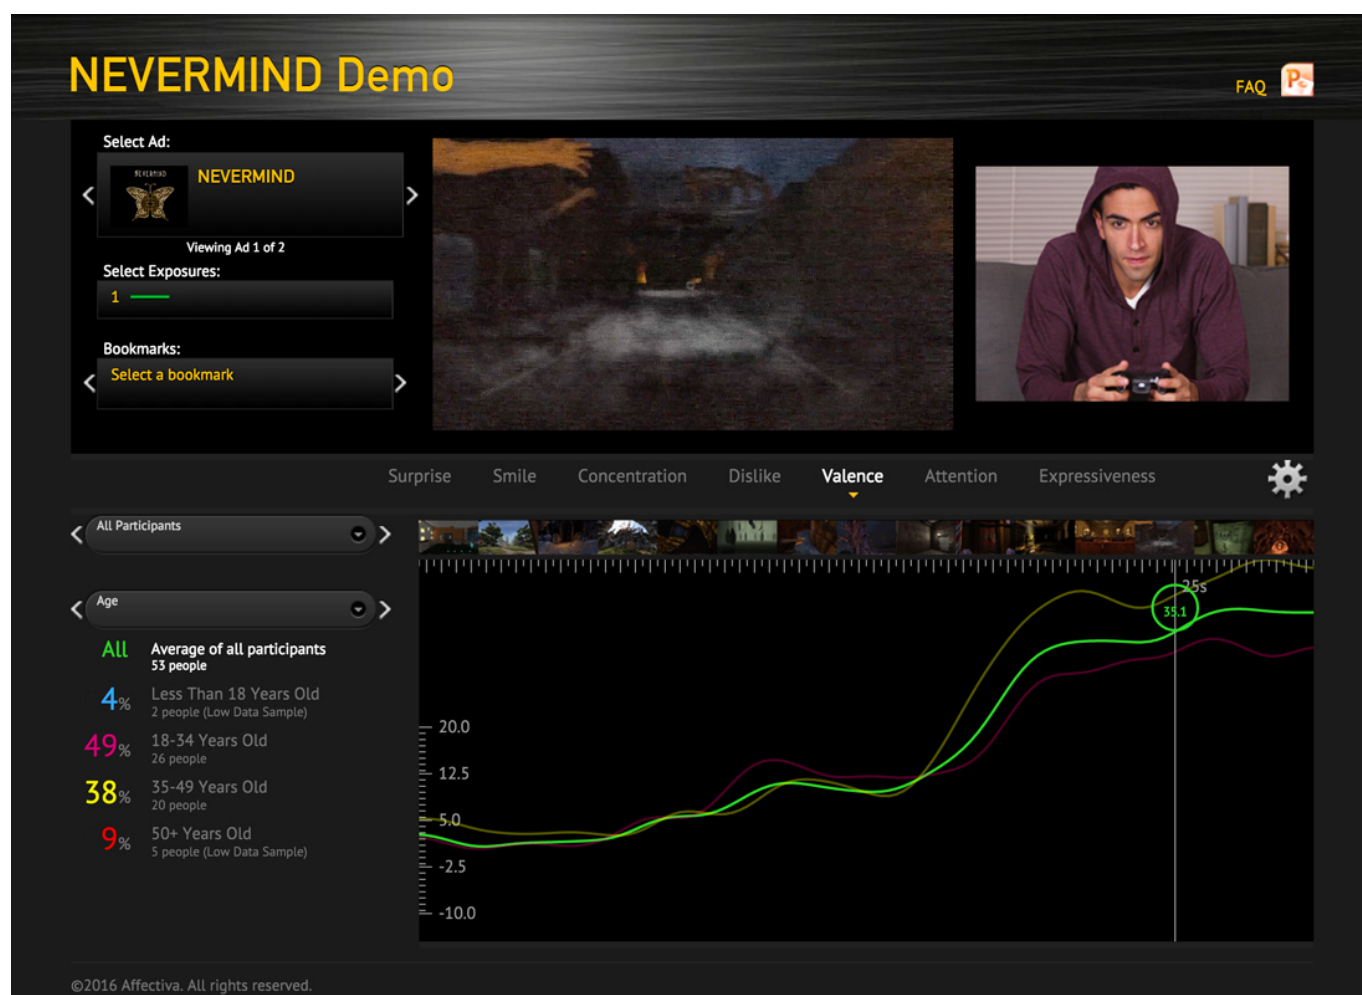 NEVERMIND Demo
FAQ
Select Ad:
NEVERMIND
NEVERMIND
Viewing Ad 1 of 2
Select Exposures:
1
Bookmarks:
Select a bookmark
Surprise Smile Concentration Dislike Valence Attention Expressiveness
All Participants
Age
All Average of all participants
53 people
4% Less Than 18 Years Old
2 people (Low Data Sample)
49% 18-34 Years Old
26 people
38% 35-49 Years Old
20 people
9% 50+ Years Old
5 people (Low Data Sample)
25s
35.1
20.0
12.5
5.0
-2.5
-10.0
©2016 Affectiva. All rights reserved.